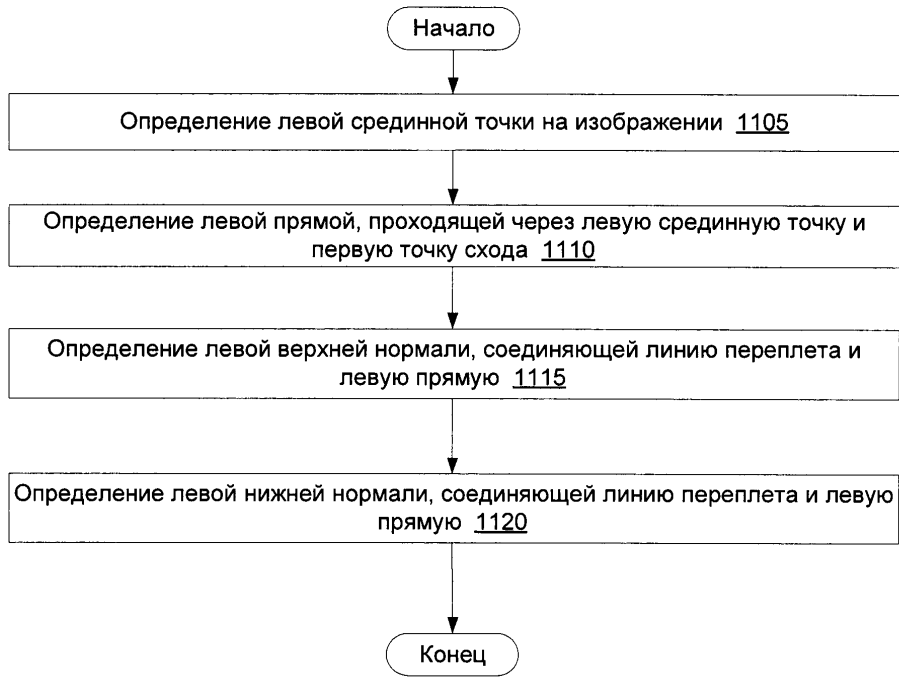 Начало
Определение левой срединной точки на изображении 1105
Определение левой прямой, проходящей через левую срединную точку и
первую точку схода 1110
Определение левой верхней нормали, соединяющей линию переплета и
левую прямую 1115
Определение левой нижней нормали, соединяющей линию переплета и левую
прямую 1120
Конец